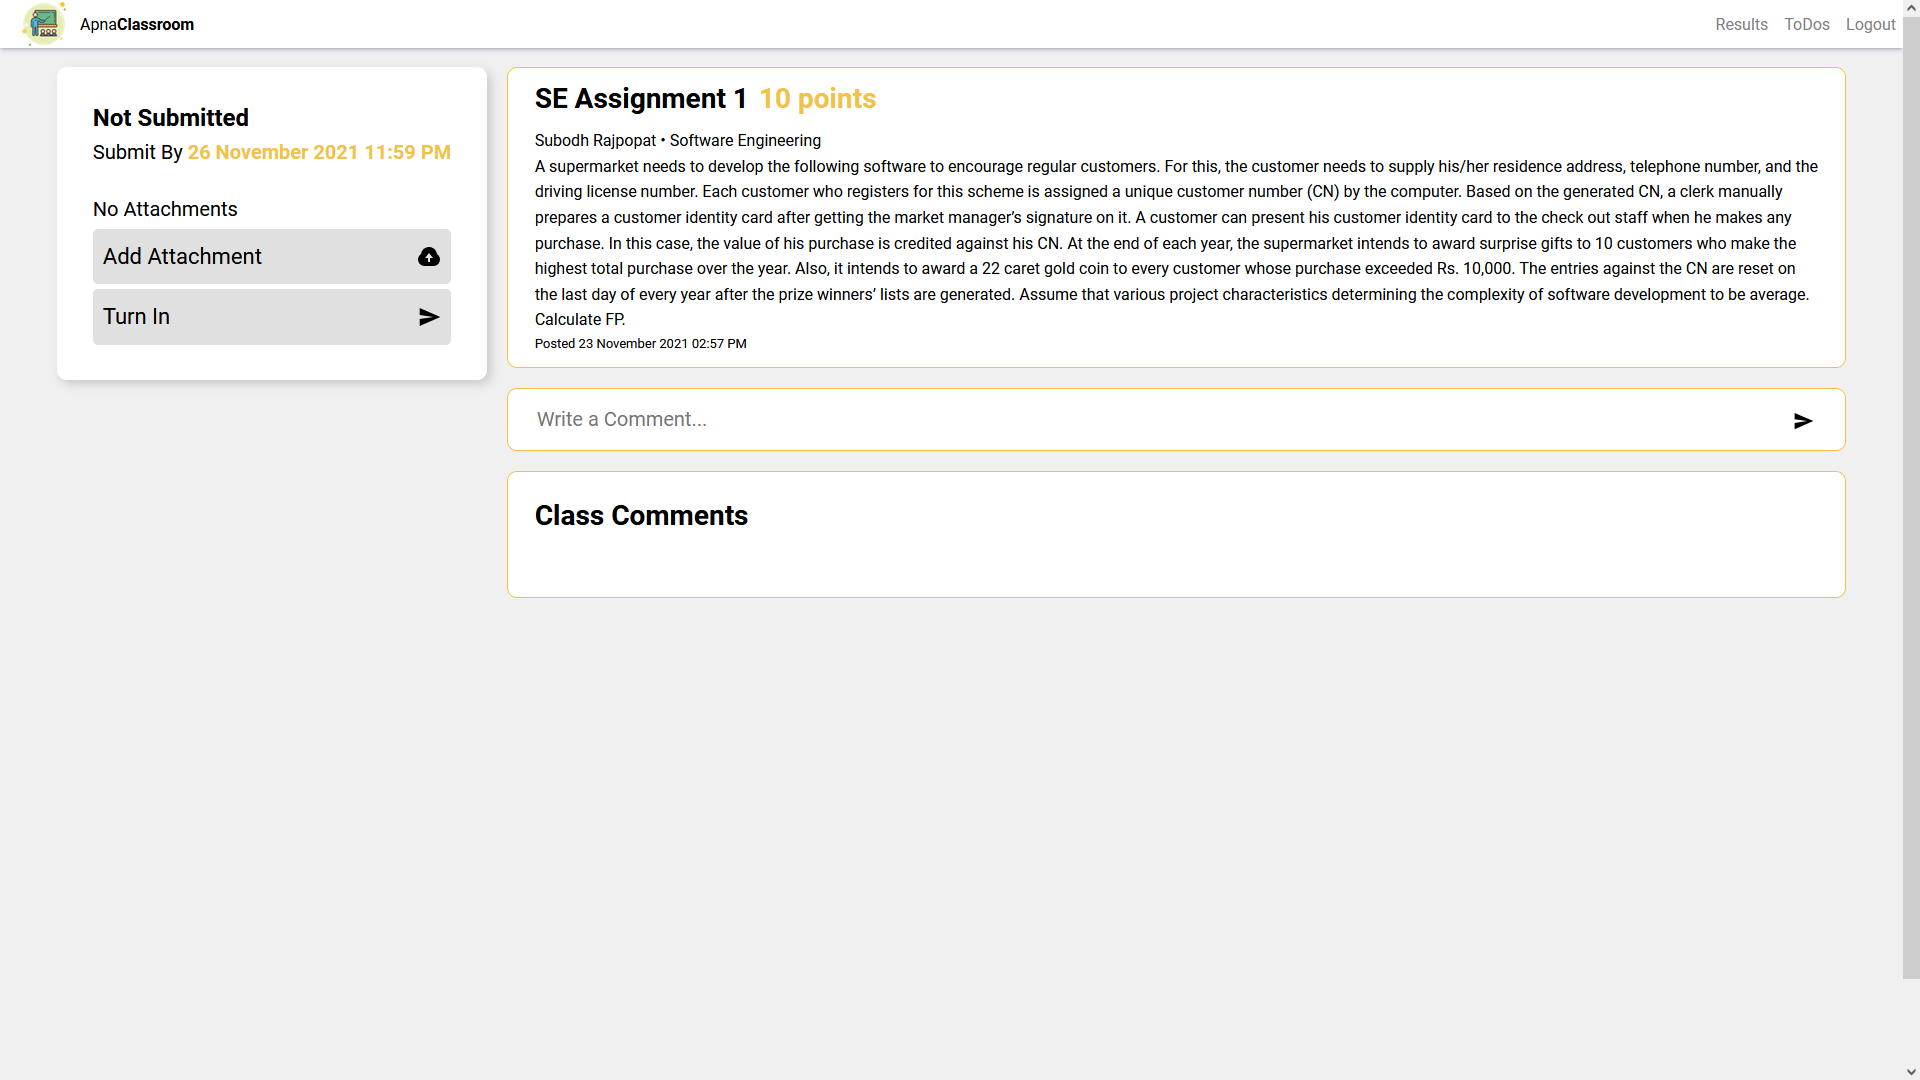 ApnaClassroom
Results ToDos Logout
Not Submitted
Submit By 26 November 2021 11:59 PM
No Attachments
Add Attachment
Turn In
SE Assignment 1 10 points
Subodh Rajpopat • Software Engineering
A supermarket needs to develop the following software to encourage regular customers. For this, the customer needs to supply his/her residence address, telephone number, and the
driving license number. Each customer who registers for this scheme is assigned a unique customer number (CN) by the computer. Based on the generated CN, a clerk manually
prepares a customer identity card after getting the market manager’s signature on it. A customer can present his customer identity card to the check out staff when he makes any
purchase. In this case, the value of his purchase is credited against his CN. At the end of each year, the supermarket intends to award surprise gifts to 10 customers who make the
highest total purchase over the year. Also, it intends to award a 22 caret gold coin to every customer whose purchase exceeded Rs. 10,000. The entries against the CN are reset on
the last day of every year after the prize winners’ lists are generated. Assume that various project characteristics determining the complexity of software development to be average.
Calculate FP.
Posted 23 November 2021 02:57 PM
Write a Comment...
Class Comments